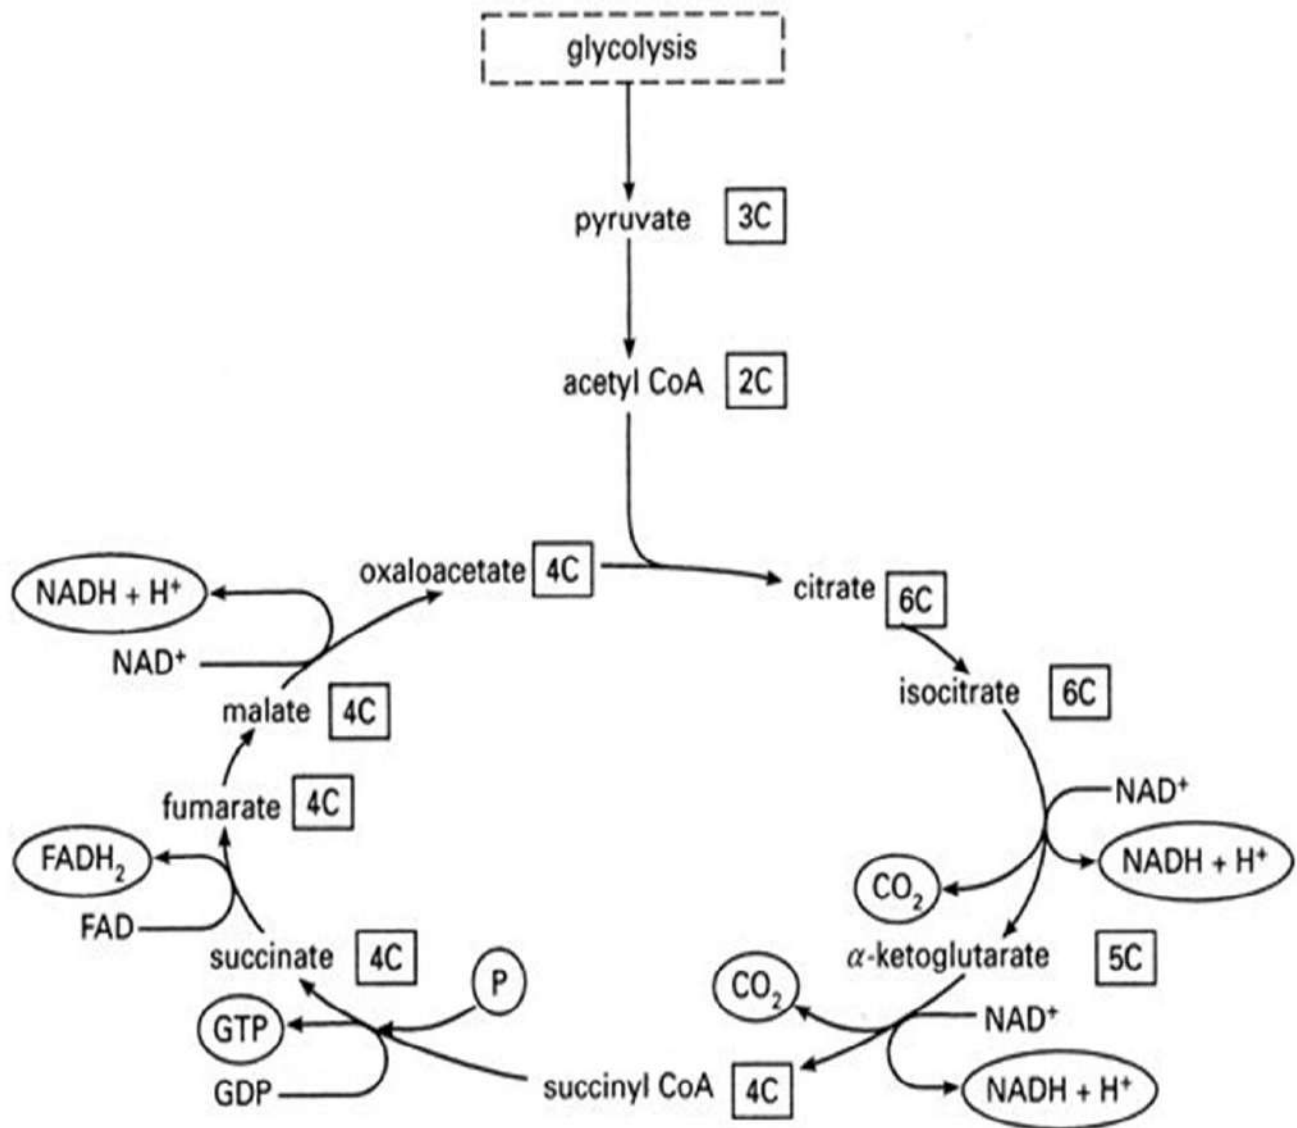 glycolysis
pyruvate 3C
acetyl CoA 2C
oxaloacetate 4C
citrate 6C
isocitrate 6C
NAD⁺
NADH + H⁺
CO₂
α-ketoglutarate 5C
CO₂
NAD⁺
NADH + H⁺
succinyl CoA 4C
P
GTP
GDP
succinate 4C
FAD
FADH₂
fumarate 4C
malate 4C
NAD⁺
NADH + H⁺